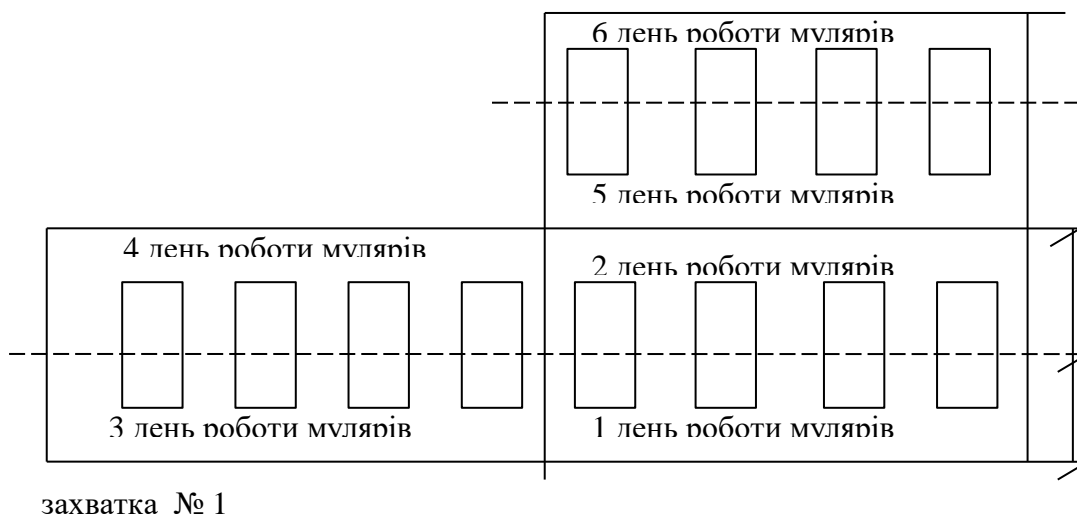 6 день роботи мулярів
5 день роботи мулярів
4 день роботи мулярів
2 день роботи мулярів
3 день роботи мулярів
1 день роботи мулярів
захватка № 1